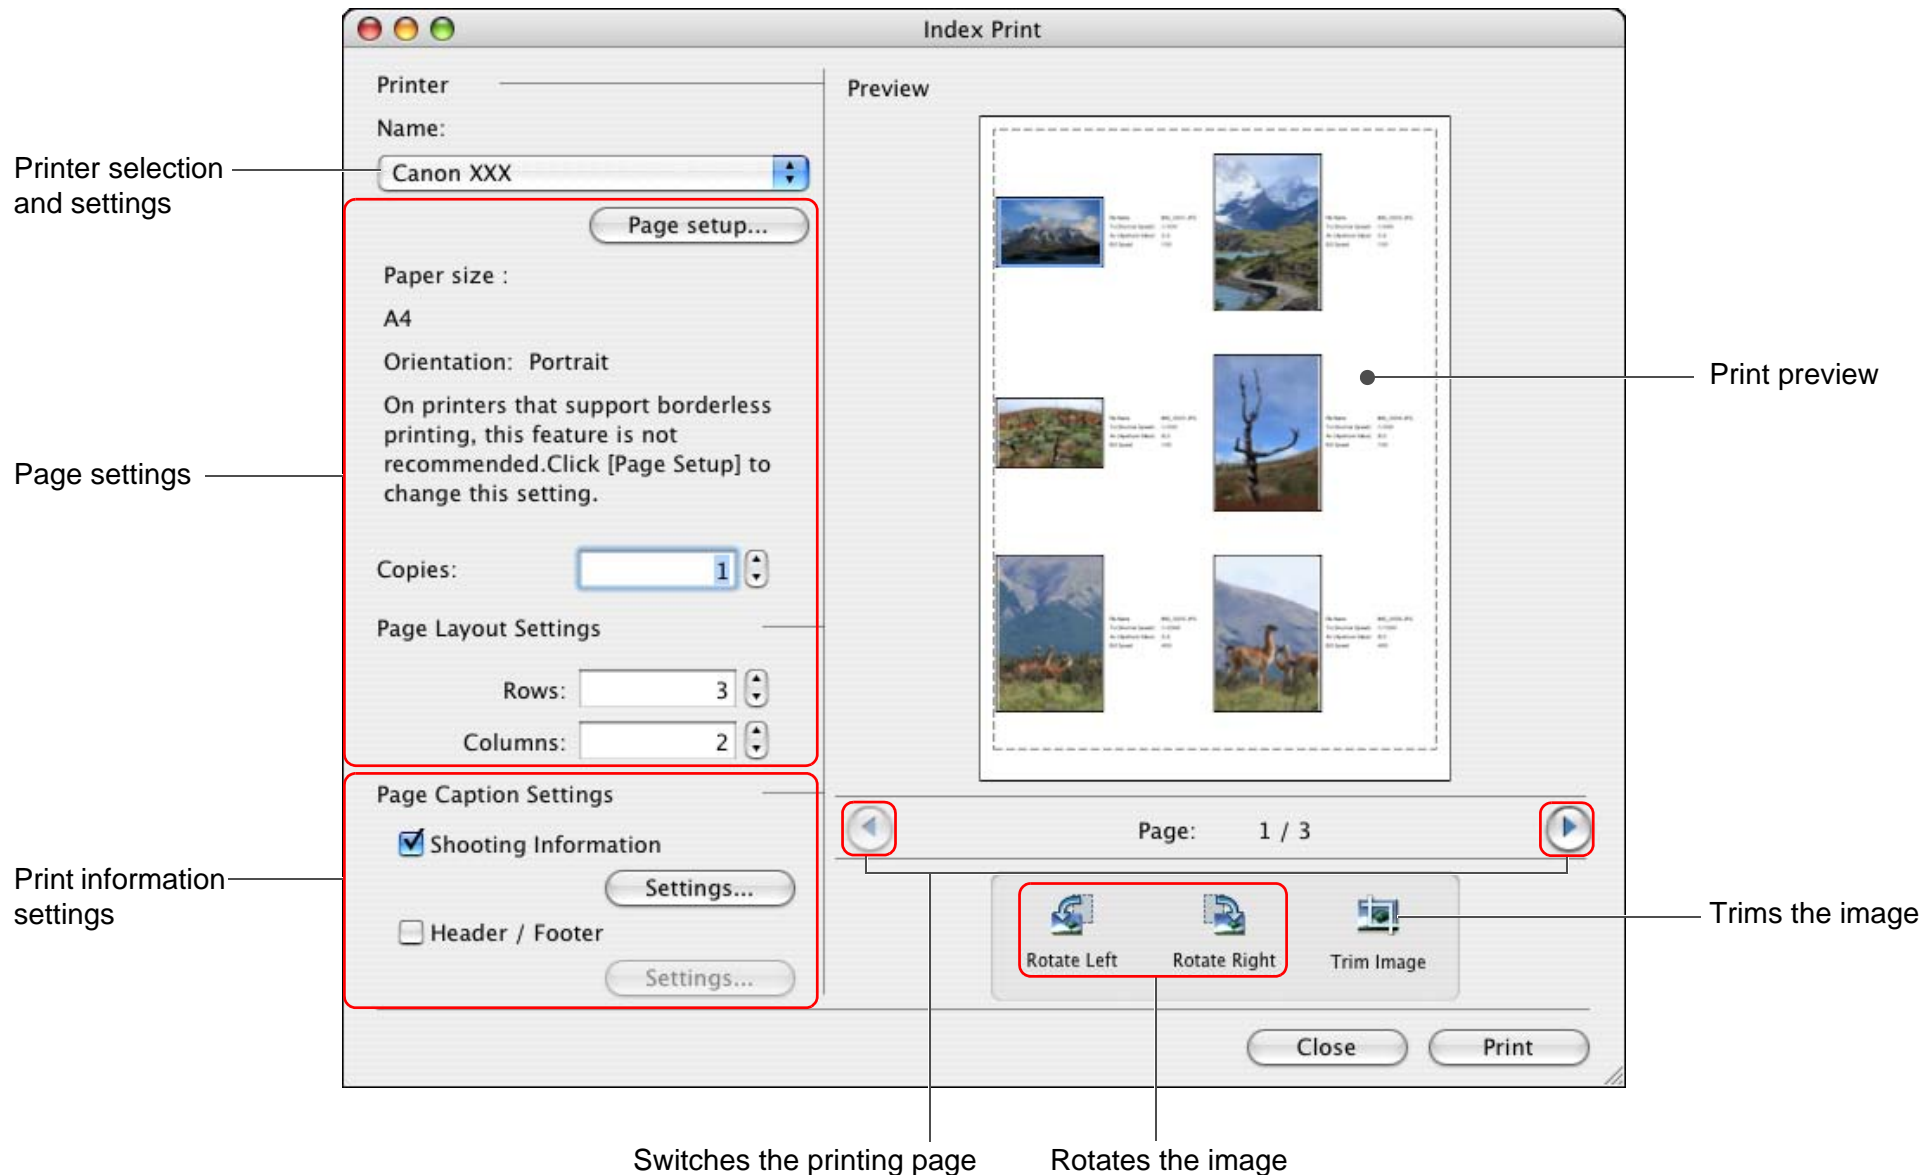 Index Print
Printer
Name:
Canon XXX
Page setup...
Paper size :
A4
Orientation: Portrait
On printers that support borderless
printing, this feature is not
recommended.Click [Page Setup] to
change this setting.
Copies: 1
Page Layout Settings
Rows: 3
Columns: 2
Page Caption Settings
Shooting Information
Settings...
Header / Footer
Settings...
Preview
Page: 1 / 3
Rotate Left
Rotate Right
Trim Image
Close
Print
Printer selection
and settings
Page settings
Print information
settings
Print preview
Trims the image
Switches the printing page
Rotates the image